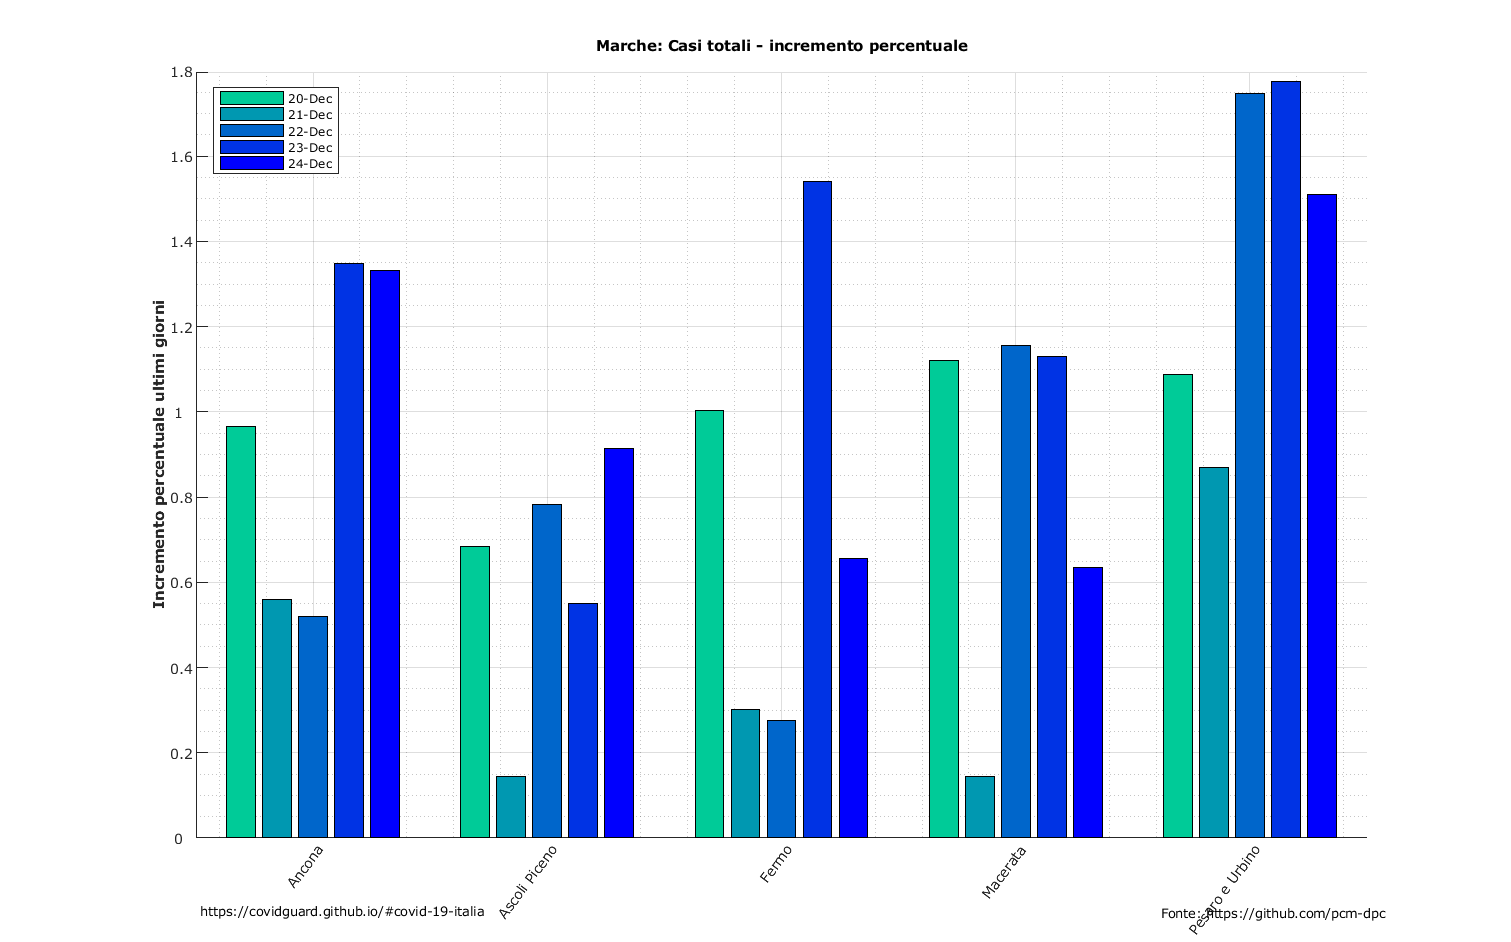 Marche: Casi totali - incremento percentuale
1.8
1.6
1.4
1.2
1
0.8
0.6
0.4
0.2
0
20-Dec
21-Dec
22-Dec
23-Dec
24-Dec
Incremento percentuale ultimi giorni
Ancona
Ascoli Piceno
Fermo
Macerata
Pesaro e Urbino
https://covidguard.github.io/#covid-19-italia
Fonte: https://github.com/pcm-dpc